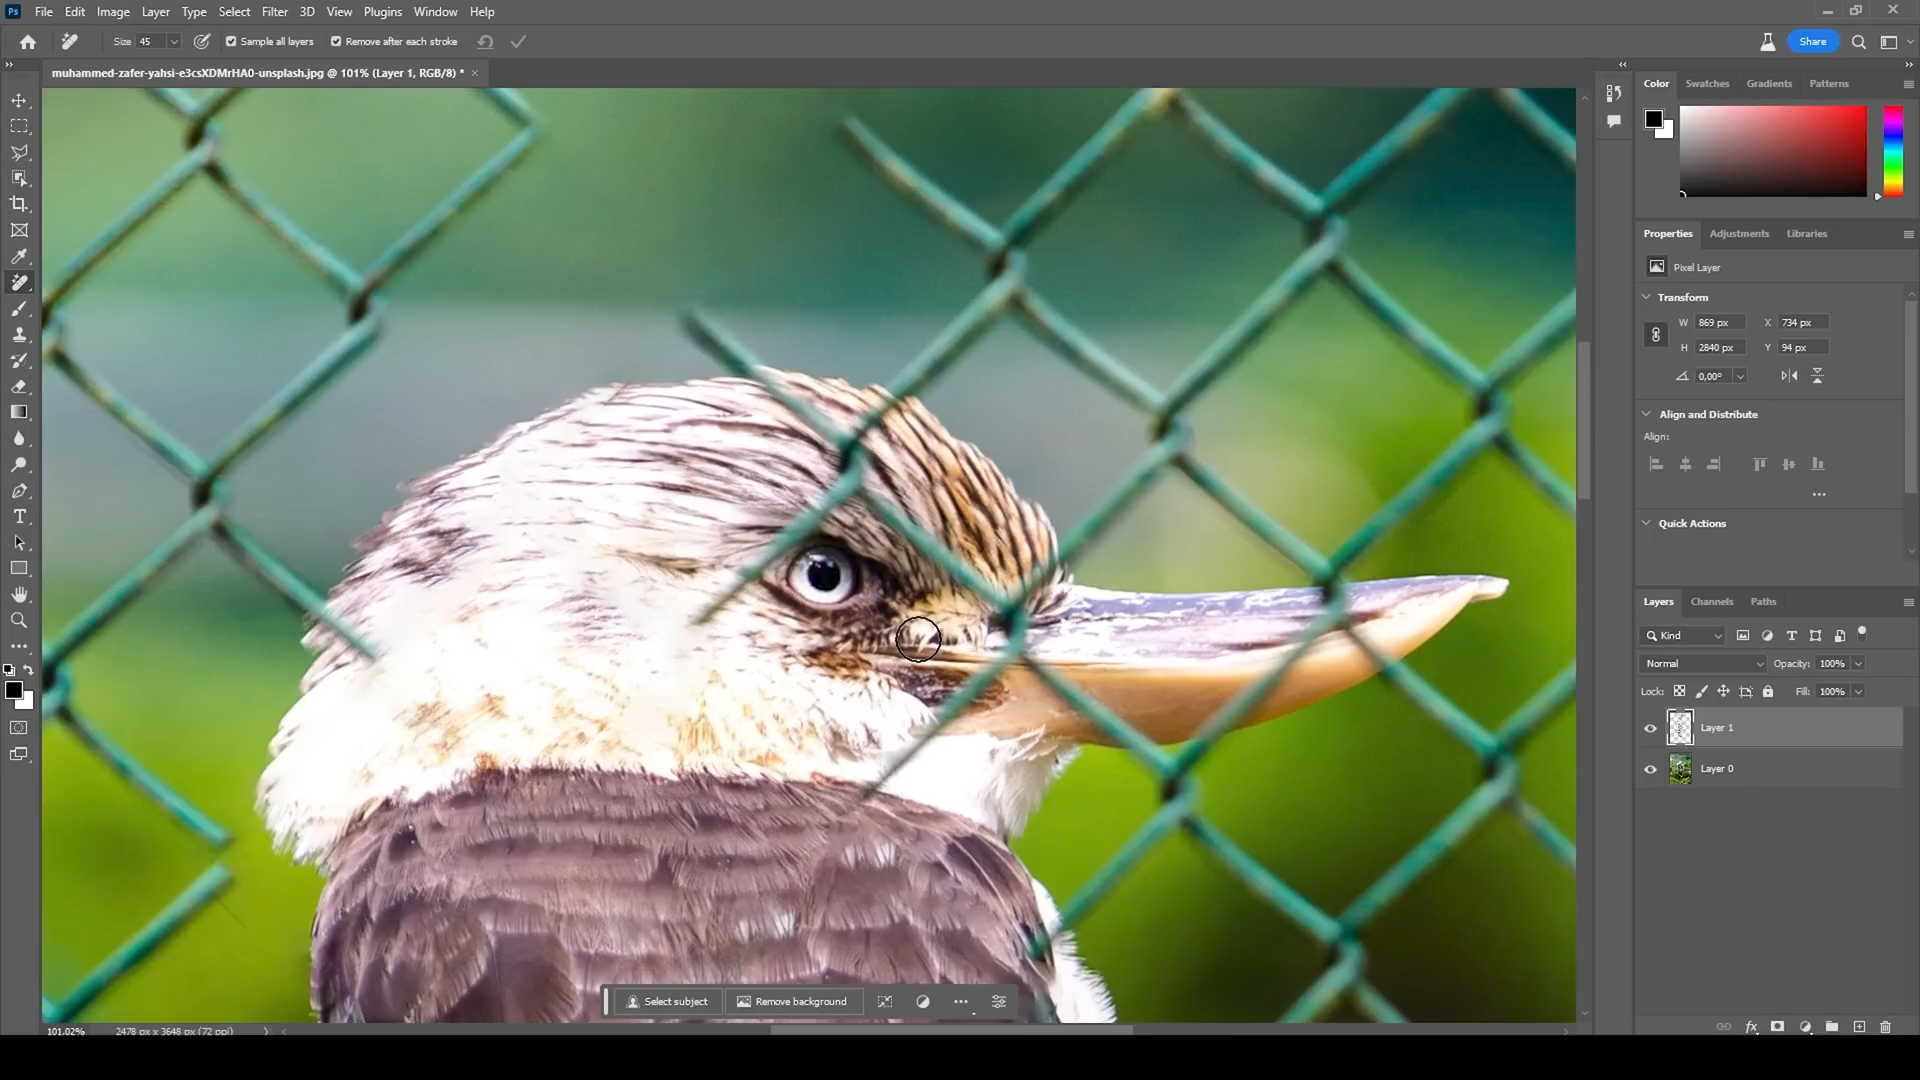 Ps File Edit Image Layer Type Select Filter 3D View Plugins Window Help
Size 45 Sample all layers Remove after each stroke Share
muhammed-zafer-yahsi-e3csXDMrHA0-unsplash.jpg @ 101% (Layer 1, RGB/8) *
Color Swatches Gradients Patterns
Properties Adjustments Libraries
Pixel Layer
Transform
W 869 px X 734 px
H 2840 px Y 94 px
0,00°
Align and Distribute
Align:
Quick Actions
Layers Channels Paths
Kind
Normal Opacity: 100%
Lock: Fill: 100%
Layer 1
Layer 0
Select subject Remove background
101.02% 2478 px x 3648 px (72 ppi)